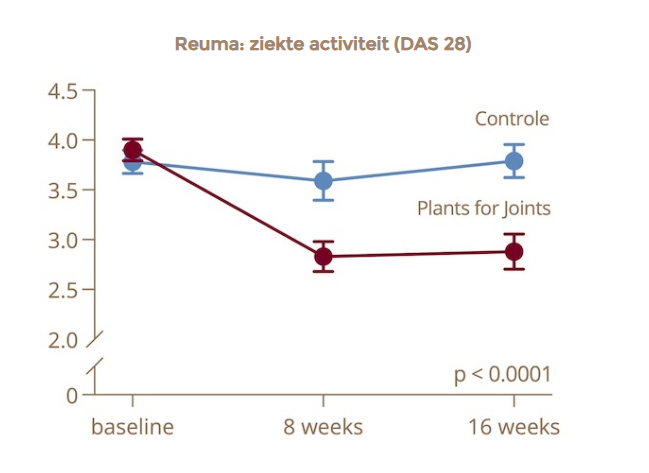 Reuma: ziekte activiteit (DAS 28)
4.5
4.0
3.5
3.0
2.5
2.0
0
Controle
Plants for Joints
p < 0.0001
baseline
8 weeks
16 weeks